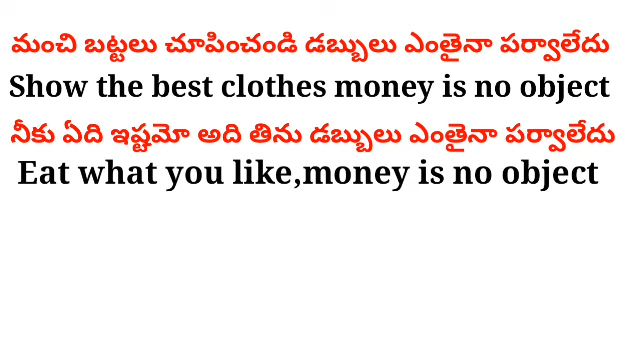 మంచి బట్టలు చూపించండి డబ్బులు ఎంతైనా పర్వాలేదు
Show the best clothes money is no object
నీకు ఏది ఇష్టమో అది తిను డబ్బులు ఎంతైనా పర్వాలేదు
Eat what you like,money is no object